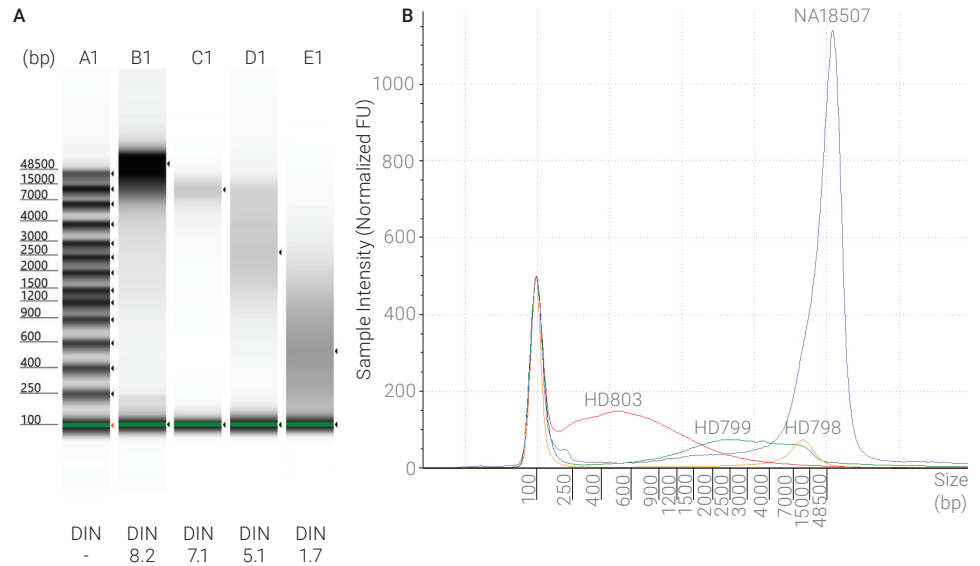 A
(bp) A1 B1 C1 D1 E1
48500
15000
7000
4000
3000
2500
2000
1500
1200
900
600
400
250
100
DIN DIN DIN DIN DIN
- 8.2 7.1 5.1 1.7
B
NA18507
Sample Intensity (Normalized FU)
1000
800
600
400
200
0
HD803
HD799
HD798
100 250 400 600 900 1200 1500 2000 2500 3000 4000 7000 15000 48500
Size
(bp)